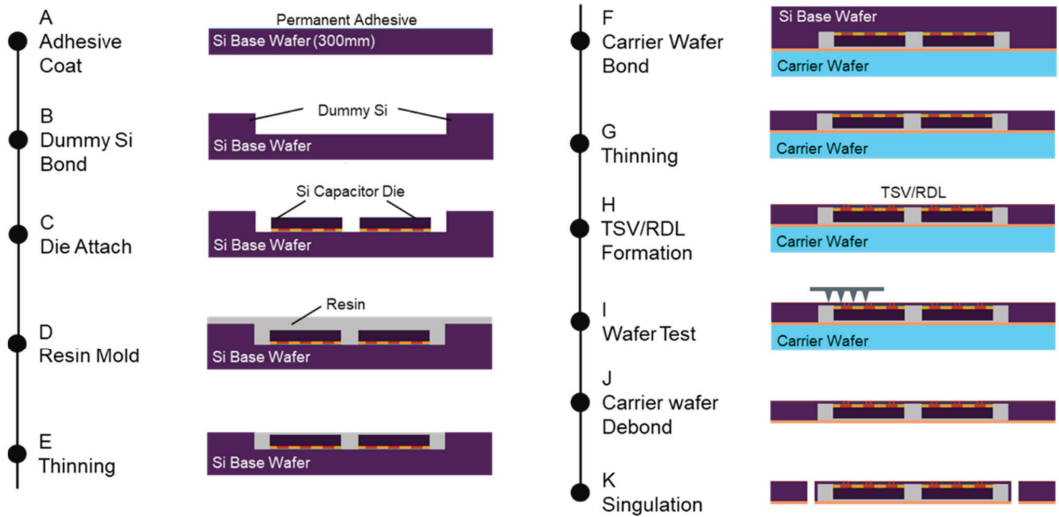 A
Adhesive
Coat
Permanent Adhesive
Si Base Wafer (300mm)
B
Dummy Si
Bond
Dummy Si
Si Base Wafer
C
Die Attach
Si Capacitor Die
Si Base Wafer
D
Resin Mold
Resin
Si Base Wafer
E
Thinning
Si Base Wafer
F
Carrier Wafer
Bond
Si Base Wafer
Carrier Wafer
G
Thinning
Carrier Wafer
H
TSV/RDL
Formation
TSV/RDL
Carrier Wafer
I
Wafer Test
Carrier Wafer
J
Carrier wafer
Debond
K
Singulation